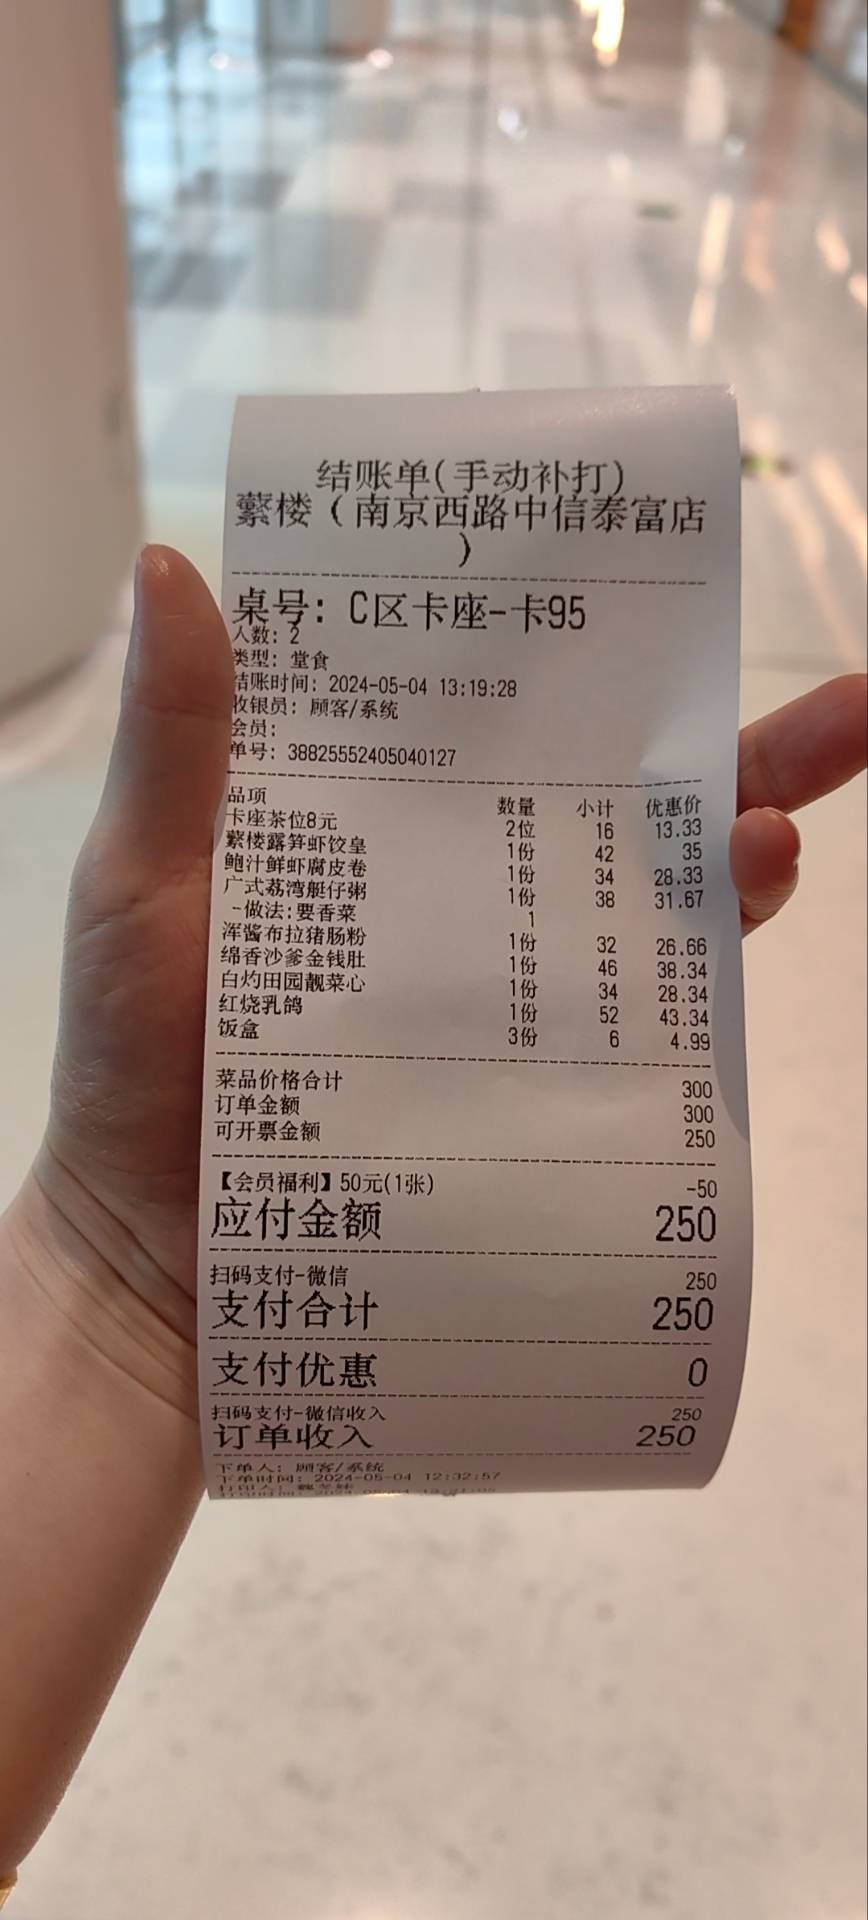 结账单(手动补打)
蘩楼（南京西路中信泰富店
）
桌号: C区卡座-卡95
人数: 2
类型: 堂食
结账时间: 2024-05-04 13:19:28
收银员: 顾客/系统
会员:
单号: 38825552405040127
品项 数量 小计 优惠价
卡座茶位8元 2位 16 13.33
蘩楼露笋虾饺皇 1份 42 35
鲍汁鲜虾腐皮卷 1份 34 28.33
广式荔湾艇仔粥 1份 38 31.67
-做法:要香菜 1
浑酱布拉猪肠粉 1份 32 26.66
绵香沙爹金钱肚 1份 46 38.34
白灼田园靓菜心 1份 34 28.34
红烧乳鸽 1份 52 43.34
饭盒 3份 6 4.99
菜品价格合计 300
订单金额 300
可开票金额 250
【会员福利】50元(1张) -50
应付金额 250
扫码支付-微信 250
支付合计 250
支付优惠 0
扫码支付-微信收入 250
订单收入 250
下单人: 顾客/系统
下单时间: 2024-05-04 12:32:57
打印人: